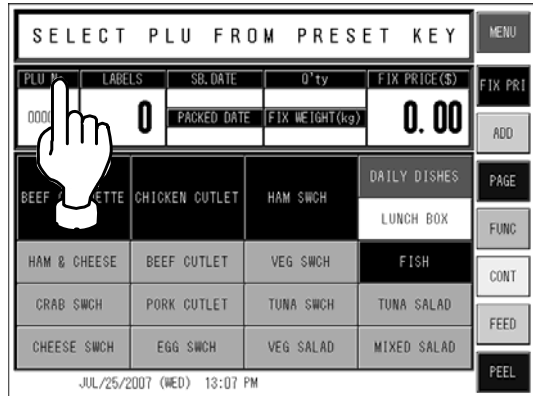 SELECT PLU FROM PRESET KEY
MENU
PLU LABELS SB.DATE Q'ty FIX PRICE($)
FIX PRI
0 PACKED DATE FIX WEIGHT(kg) 0.00
ADD
BEEF CHICKEN CUTLET HAM SWCH DAILY DISHES
PAGE
LUNCH BOX
FUNC
HAM & CHEESE BEEF CUTLET VEG SWCH FISH
CONT
CRAB SWCH PORK CUTLET TUNA SWCH TUNA SALAD
FEED
CHEESE SWCH EGG SWCH VEG SALAD MIXED SALAD
PEEL
JUL/25/2007 (WED) 13:07 PM